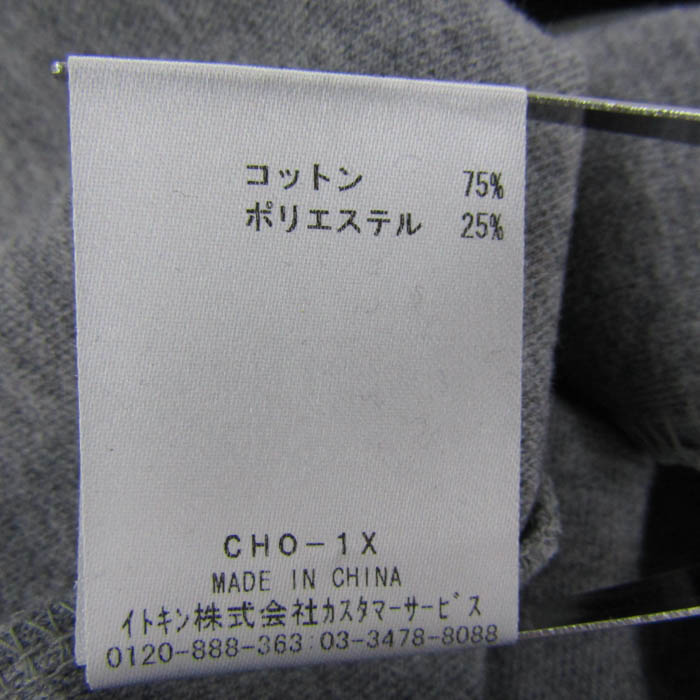 コットン 75%
ポリエステル 25%
CHO-1X
MADE IN CHINA
イトキン株式会社カスタマーサービス
0120-888-363:03-3478-8088